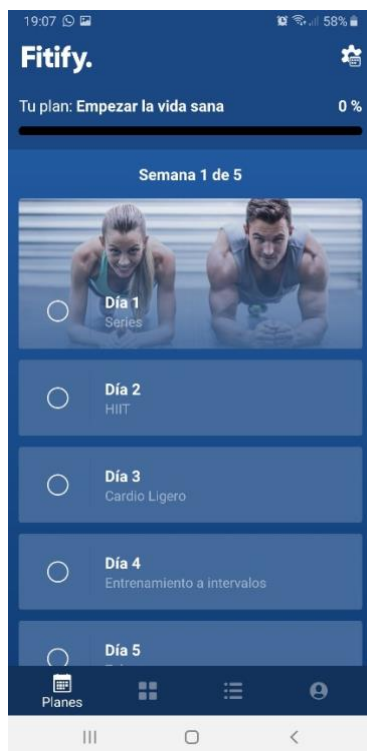 19:07 58%
Fitify.
Tu plan: Empezar la vida sana 0 %
Semana 1 de 5
Día 1
Series
Día 2
HIIT
Día 3
Cardio Ligero
Día 4
Entrenamiento a intervalos
Día 5
Planes